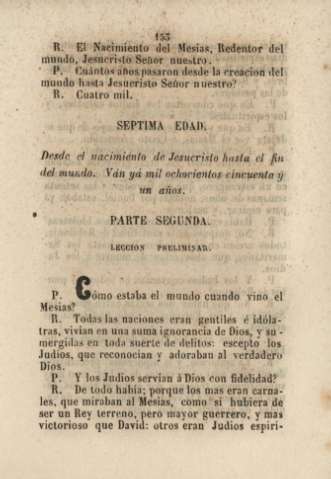 153
R. El Nacimiento del Mesias, Redentor del
mundo, Jesucristo Señor nuestro.
P. Cuántos años pasaron desde la creacion del
mundo hasta Jesucristo Señor nuestro?
R. Cuatro mil.
SEPTIMA EDAD.
Desde el nacimiento de Jesucristo hasta el fin
del mundo. Ván yá mil ochocientos cincuenta y
un años.
PARTE SEGUNDA.
LECCION PRELIMINAR.
P. Cómo estaba el mundo cuando vino el
Mesías?
R. Todas las naciones eran gentiles é idóla-
tras, vivian en una suma ignorancia de Dios, y su-
mergidas en toda suerte de delitos: escepto los
Judios, que reconocian y adoraban al verdadero
Dios.
P. Y los Judios servian á Dios con fidelidad?
R. De todo habia; porque los mas eran carna-
les, que miraban al Mesías, como si hubiera de
ser un Rey terreno, pero mayor guerrero, y mas
victorioso que David: otros eran Judios espiri-